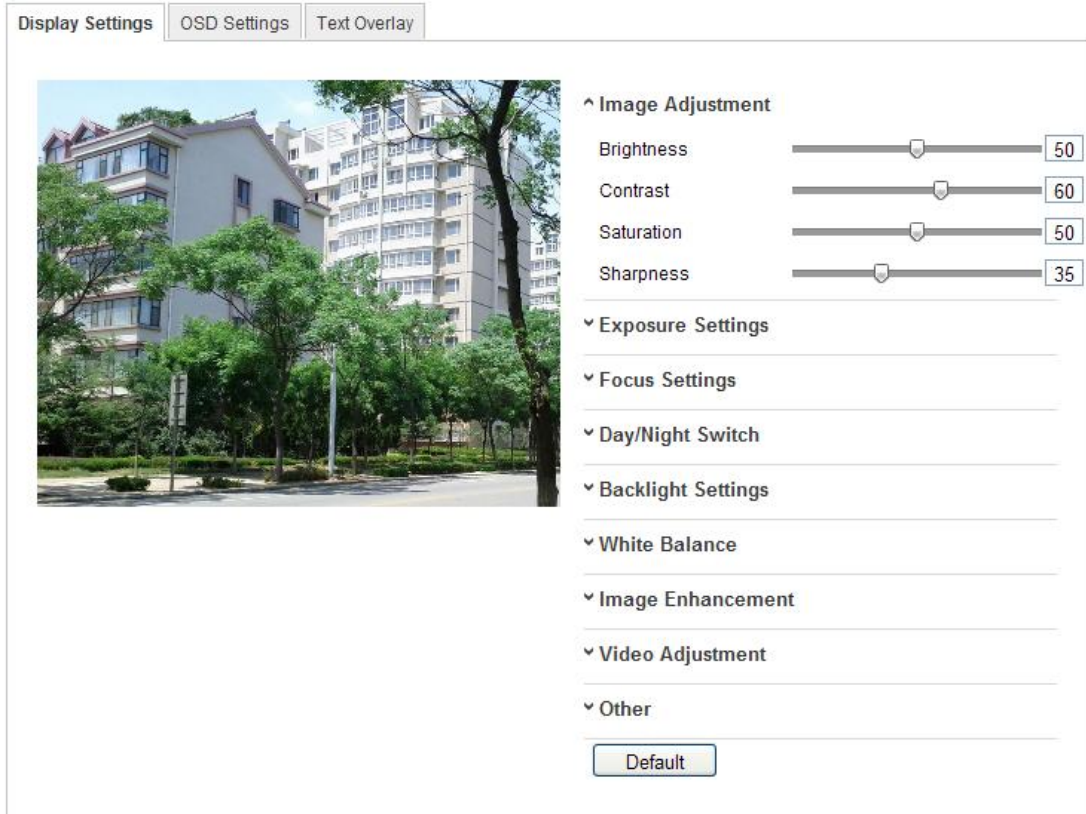 Display Settings OSD Settings Text Overlay
Image Adjustment
Brightness 50
Contrast 60
Saturation 50
Sharpness 35
Exposure Settings
Focus Settings
Day/Night Switch
Backlight Settings
White Balance
Image Enhancement
Video Adjustment
Other
Default